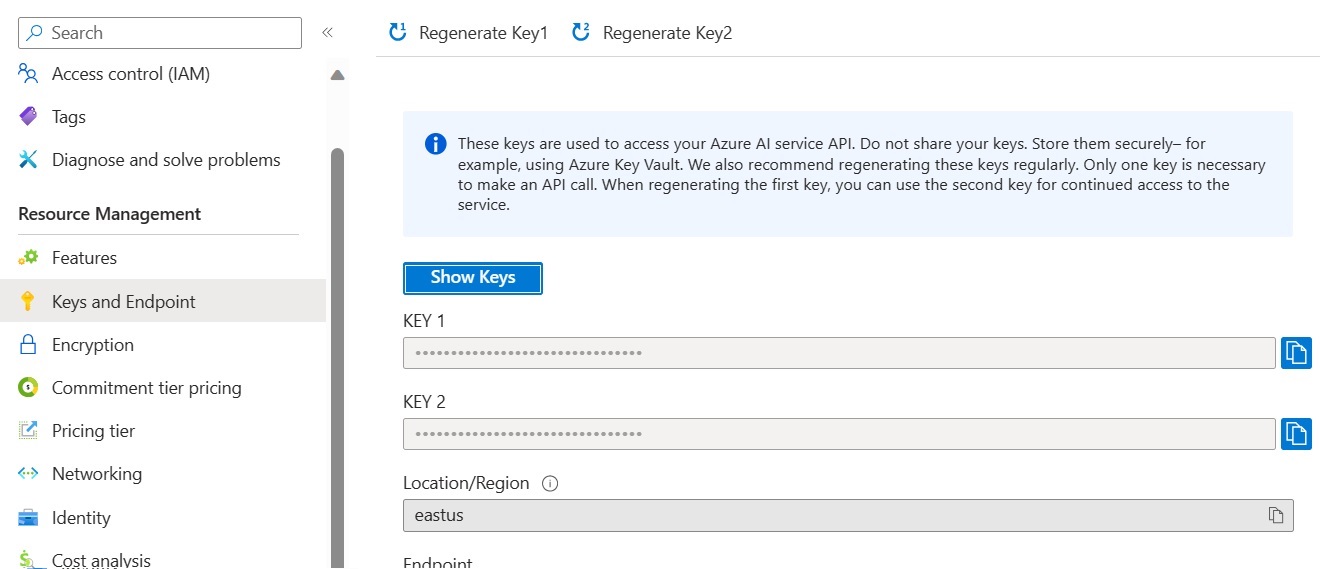 Search
«
Access control (IAM)
Tags
Diagnose and solve problems
Resource Management
Features
Keys and Endpoint
Encryption
Commitment tier pricing
Pricing tier
Networking
Identity
Cost analysis
1 Regenerate Key1
2 Regenerate Key2
These keys are used to access your Azure AI service API. Do not share your keys. Store them securely– for
example, using Azure Key Vault. We also recommend regenerating these keys regularly. Only one key is necessary
to make an API call. When regenerating the first key, you can use the second key for continued access to the
service.
Show Keys
KEY 1
••••••••••••••••••••••••••••••••
KEY 2
••••••••••••••••••••••••••••••••
Location/Region
eastus
Endpoint